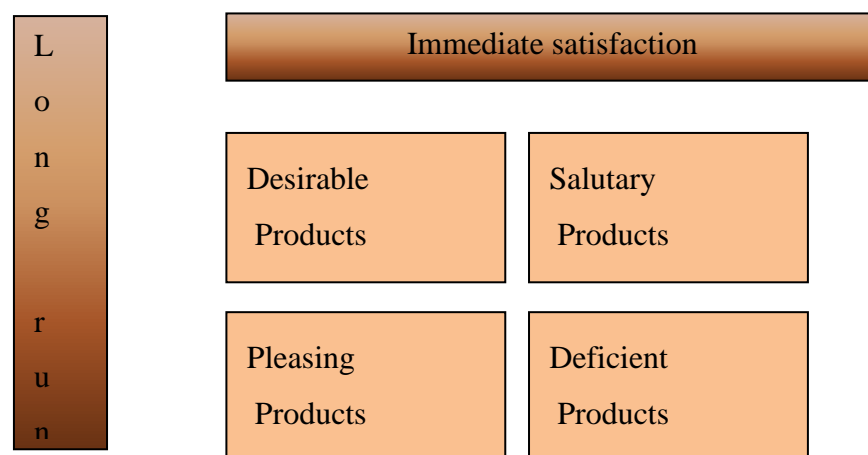 Immediate satisfaction
L
o
n
g
r
u
n
Desirable
Products
Salutary
Products
Pleasing
Products
Deficient
Products